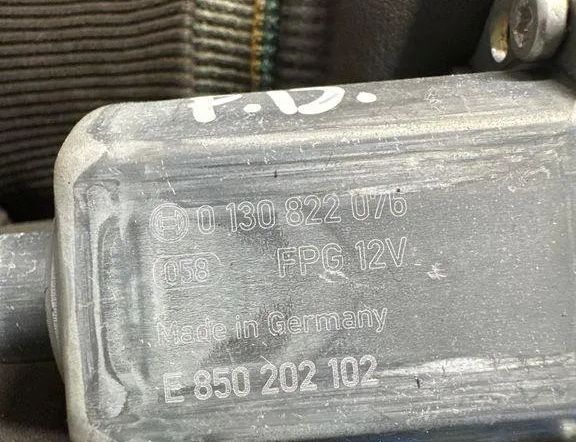 P.D.
0 130 822 076
058 FPG 12V
Made in Germany
E 850 202 102